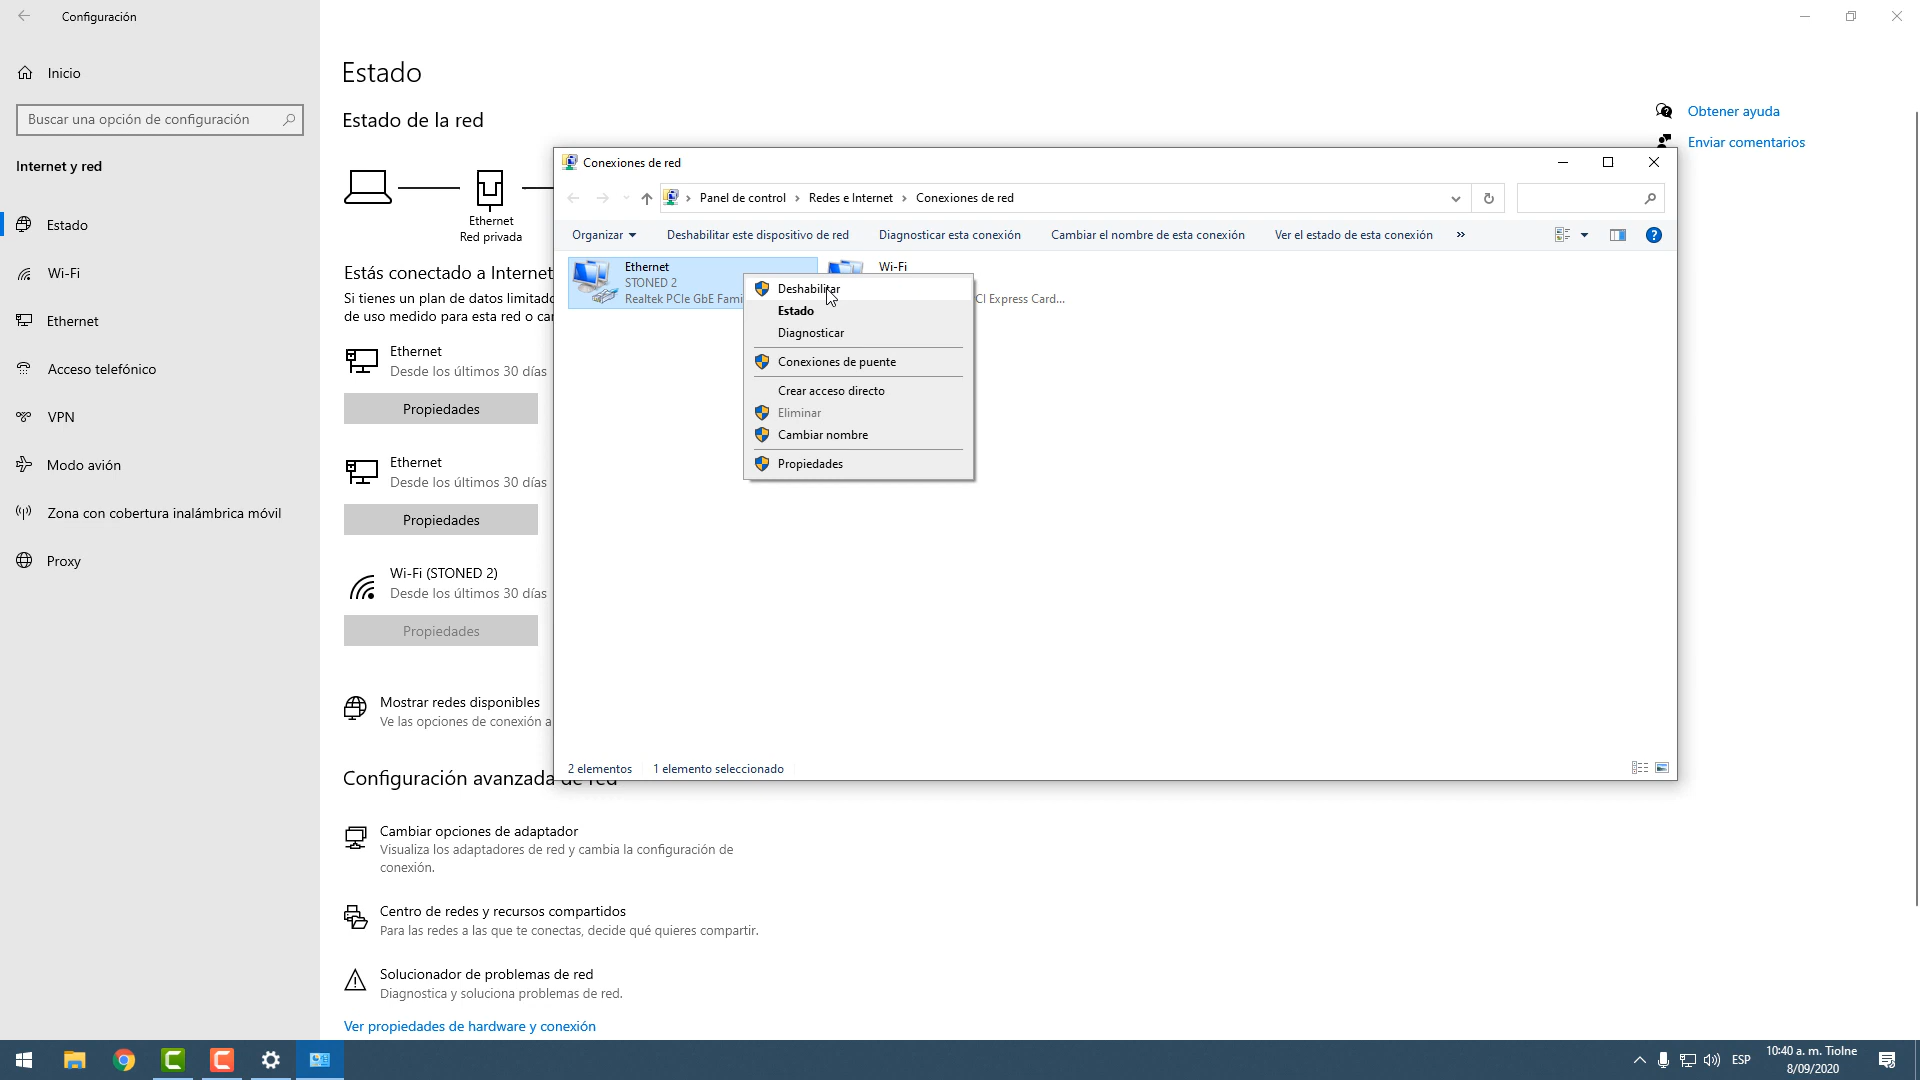 Configuración
Inicio
Buscar una opción de configuración
Internet y red
Estado
Wi-Fi
Ethernet
Acceso telefónico
VPN
Modo avión
Zona con cobertura inalámbrica móvil
Proxy
Estado
Estado de la red
Ethernet
Red privada
Estás conectado a Internet
Si tienes un plan de datos limitado
de uso medido para esta red o
Ethernet
Desde los últimos 30 días
Propiedades
Ethernet
Desde los últimos 30 días
Propiedades
Wi-Fi (STONED 2)
Desde los últimos 30 días
Propiedades
Mostrar redes disponibles
Ve las opciones de conexión a
Configuración avanzada de red
Cambiar opciones de adaptador
Visualiza los adaptadores de red y cambia la configuración de
conexión.
Centro de redes y recursos compartidos
Para las redes a las que te conectas, decide qué quieres compartir.
Solucionador de problemas de red
Diagnostica y soluciona problemas de red.
Ver propiedades de hardware y conexión
Obtener ayuda
Enviar comentarios
Conexiones de red
Panel de control › Redes e Internet › Conexiones de red
Organizar Deshabilitar este dispositivo de red Diagnosticar esta conexión Cambiar el nombre de esta conexión Ver el estado de esta conexión »
Ethernet
STONED 2
Realtek PCIe GbE Fami
Wi-Fi
CI Express Card...
Deshabilitar
Estado
Diagnosticar
Conexiones de puente
Crear acceso directo
Eliminar
Cambiar nombre
Propiedades
2 elementos 1 elemento seleccionado
ESP
10:40 a. m. Tiolne
8/09/2020